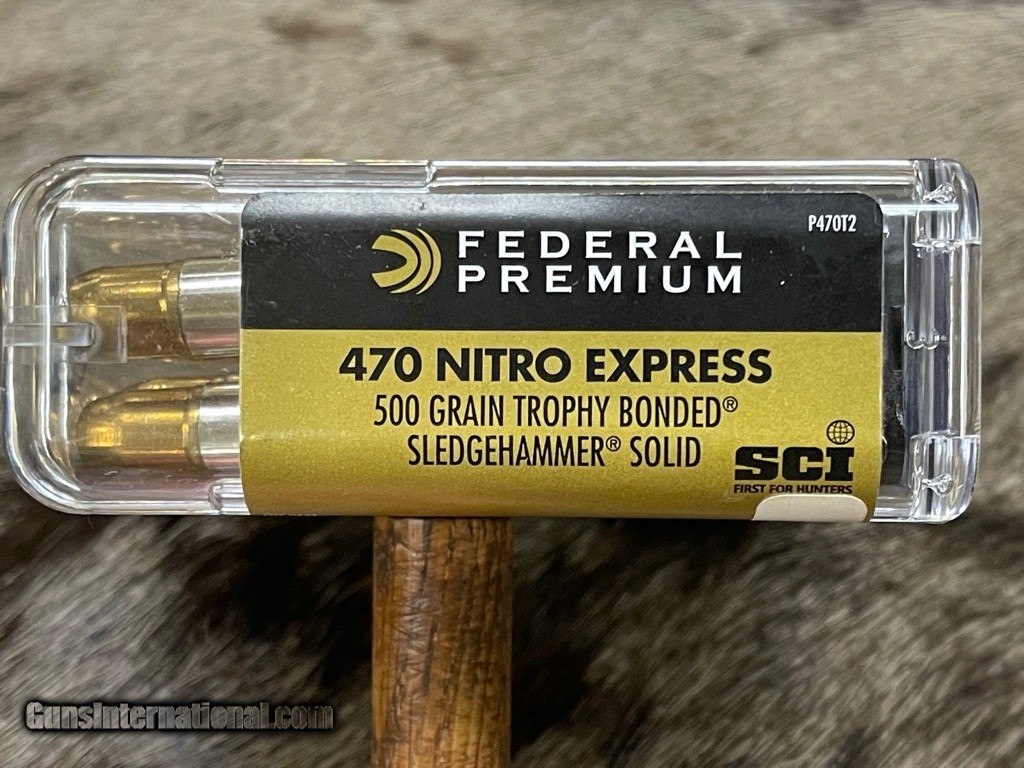 P470T2
FEDERAL
PREMIUM
470 NITRO EXPRESS
500 GRAIN TROPHY BONDED®
SLEDGEHAMMER® SOLID
SCI
FIRST FOR HUNTERS
GunsInternational.com